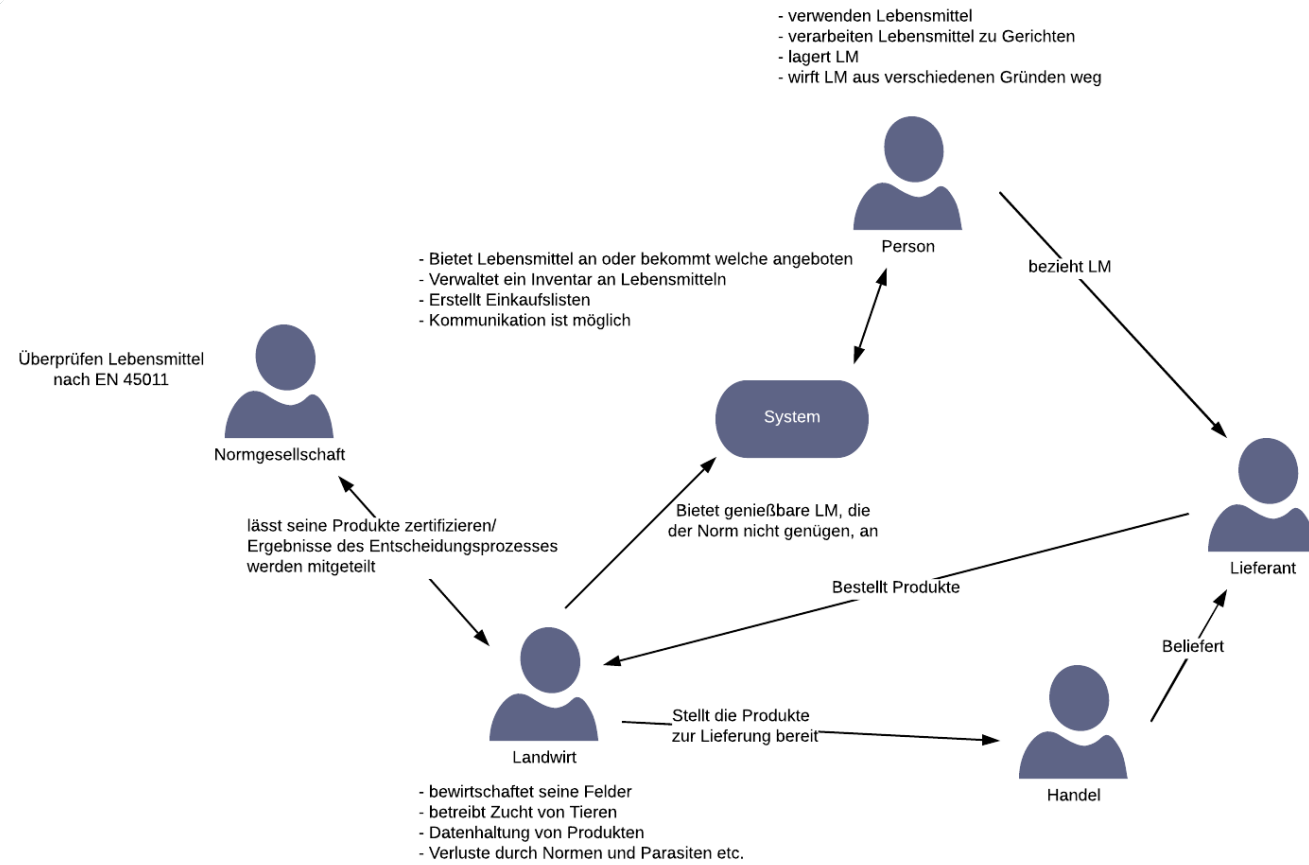 - verwenden Lebensmittel
- verarbeiten Lebensmittel zu Gerichten
- lagert LM
- wirft LM aus verschiedenen Gründen weg
Person
bezieht LM
- Bietet Lebensmittel an oder bekommt welche angeboten
- Verwaltet ein Inventar an Lebensmitteln
- Erstellt Einkaufslisten
- Kommunikation ist möglich
Überprüfen Lebensmittel
nach EN 45011
Normgesellschaft
System
lässt seine Produkte zertifizieren/
Ergebnisse des Entscheidungsprozesses
werden mitgeteilt
Bietet genießbare LM, die
der Norm nicht genügen, an
Lieferant
Bestellt Produkte
Beliefert
Stellt die Produkte
zur Lieferung bereit
Landwirt
Handel
- bewirtschaftet seine Felder
- betreibt Zucht von Tieren
- Datenhaltung von Produkten
- Verluste durch Normen und Parasiten etc.